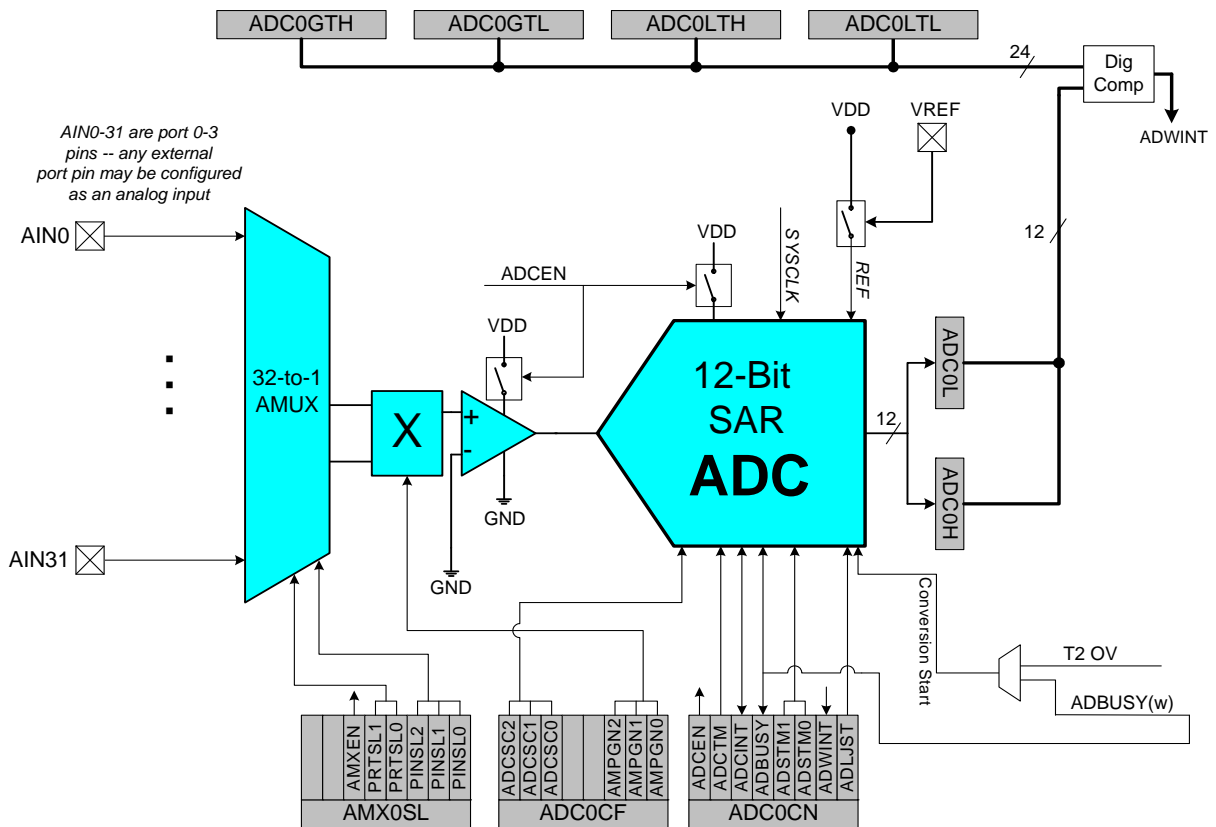 ADC0GTH
ADC0GTL
ADC0LTH
ADC0LTL
24
Dig
Comp
ADWINT
AIN0-31 are port 0-3
pins -- any external
port pin may be configured
as an analog input
VDD
VREF
AIN0
12
VDD
SYSCLK
REF
ADCEN
VDD
32-to-1
AMUX
X
+
-
12-Bit
SAR
ADC
12
ADC0L
ADC0H
GND
GND
AIN31
Conversion Start
T2 OV
ADBUSY(w)
AMXEN
PRTSL1
PRTSL0
PINSL2
PINSL1
PINSL0
AMX0SL
ADCSC2
ADCSC1
ADCSC0
AMPGN2
AMPGN1
AMPGN0
ADC0CF
ADCEN
ADCTM
ADCINT
ADBUSY
ADSTM1
ADSTM0
ADWINT
ADLJST
ADC0CN